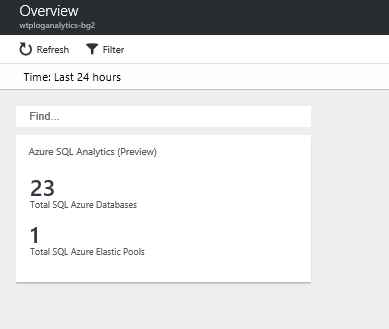 Overview
wtploganalytics-bg2
Refresh Filter
Time: Last 24 hours
Find...
Azure SQL Analytics (Preview)
23
Total SQL Azure Databases
1
Total SQL Azure Elastic Pools